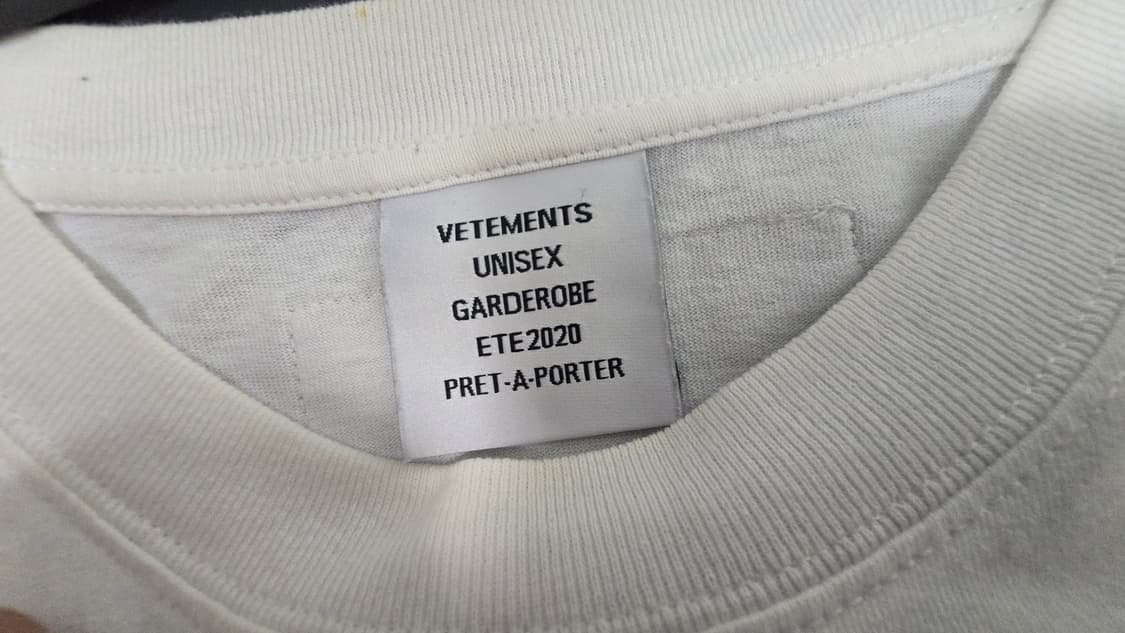 VETEMENTS
UNISEX
GARDEROBE
ETE2020
PRET-A-PORTER